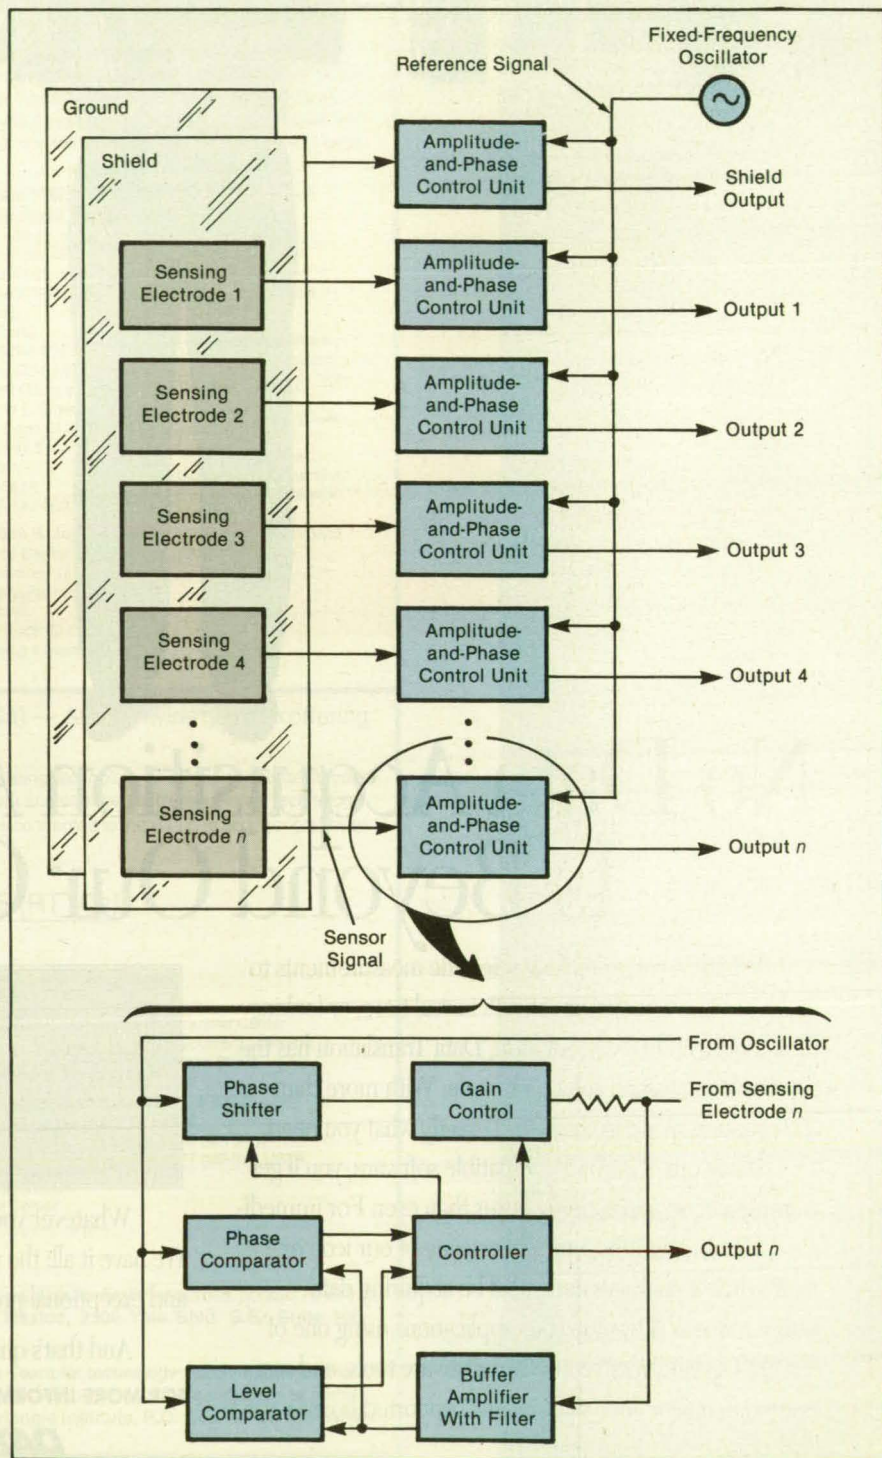 Fixed-Frequency
Oscillator
Reference Signal
Ground
Shield
Amplitude-
and-Phase
Control Unit
Shield
Output
Sensing
Electrode 1
Amplitude-
and-Phase
Control Unit
Output 1
Sensing
Electrode 2
Amplitude-
and-Phase
Control Unit
Output 2
Sensing
Electrode 3
Amplitude-
and-Phase
Control Unit
Output 3
Sensing
Electrode 4
Amplitude-
and-Phase
Control Unit
Output 4
Sensing
Electrode n
Amplitude-
and-Phase
Control Unit
Output n
Sensor
Signal
From Oscillator
Phase
Shifter
Gain
Control
From Sensing
Electrode n
Phase
Comparator
Controller
Output n
Level
Comparator
Buffer
Amplifier
With Filter